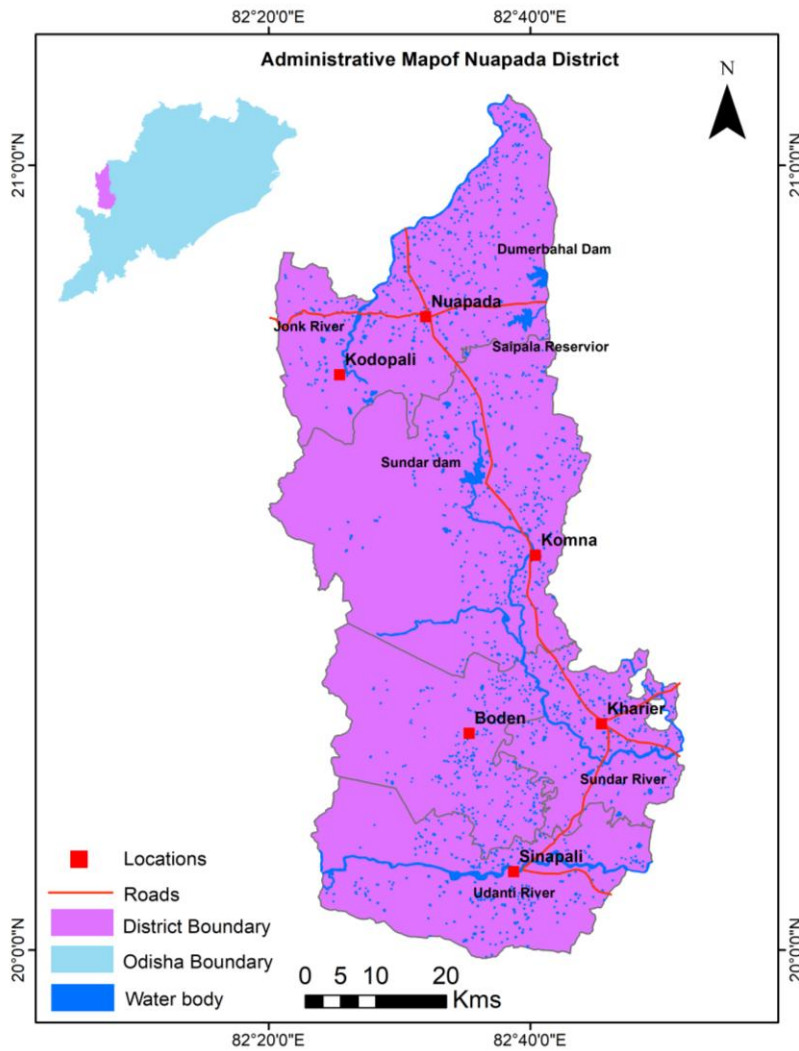 82°20'0"E
82°40'0"E
Administrative Mapof Nuapada District
N
21°0'0"N
21°0'0"N
Dumerbahal Dam
Nuapada
Jonk River
Saipala Reservior
Kodopali
Sundar dam
Komna
Kharier
Boden
Sundar River
Sinapali
Udanti River
Locations
Roads
District Boundary
Odisha Boundary
Water body
0 5 10 20
Kms
20°0'0"N
20°0'0"N
82°20'0"E
82°40'0"E